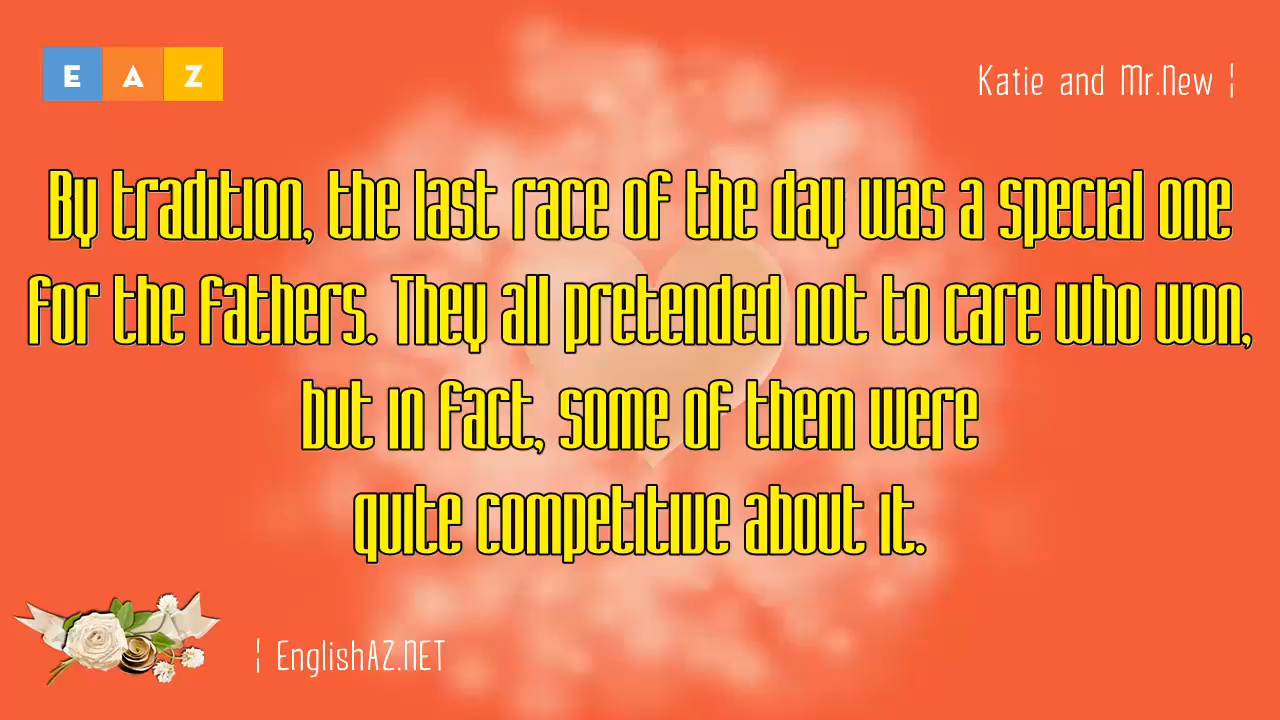 E A Z
Katie and Mr.New ¦
By tradition, the last race of the day was a special one
for the fathers. They all pretended not to care who won,
but in fact, some of them were
quite competitive about it.
¦ EnglishAZ.NET